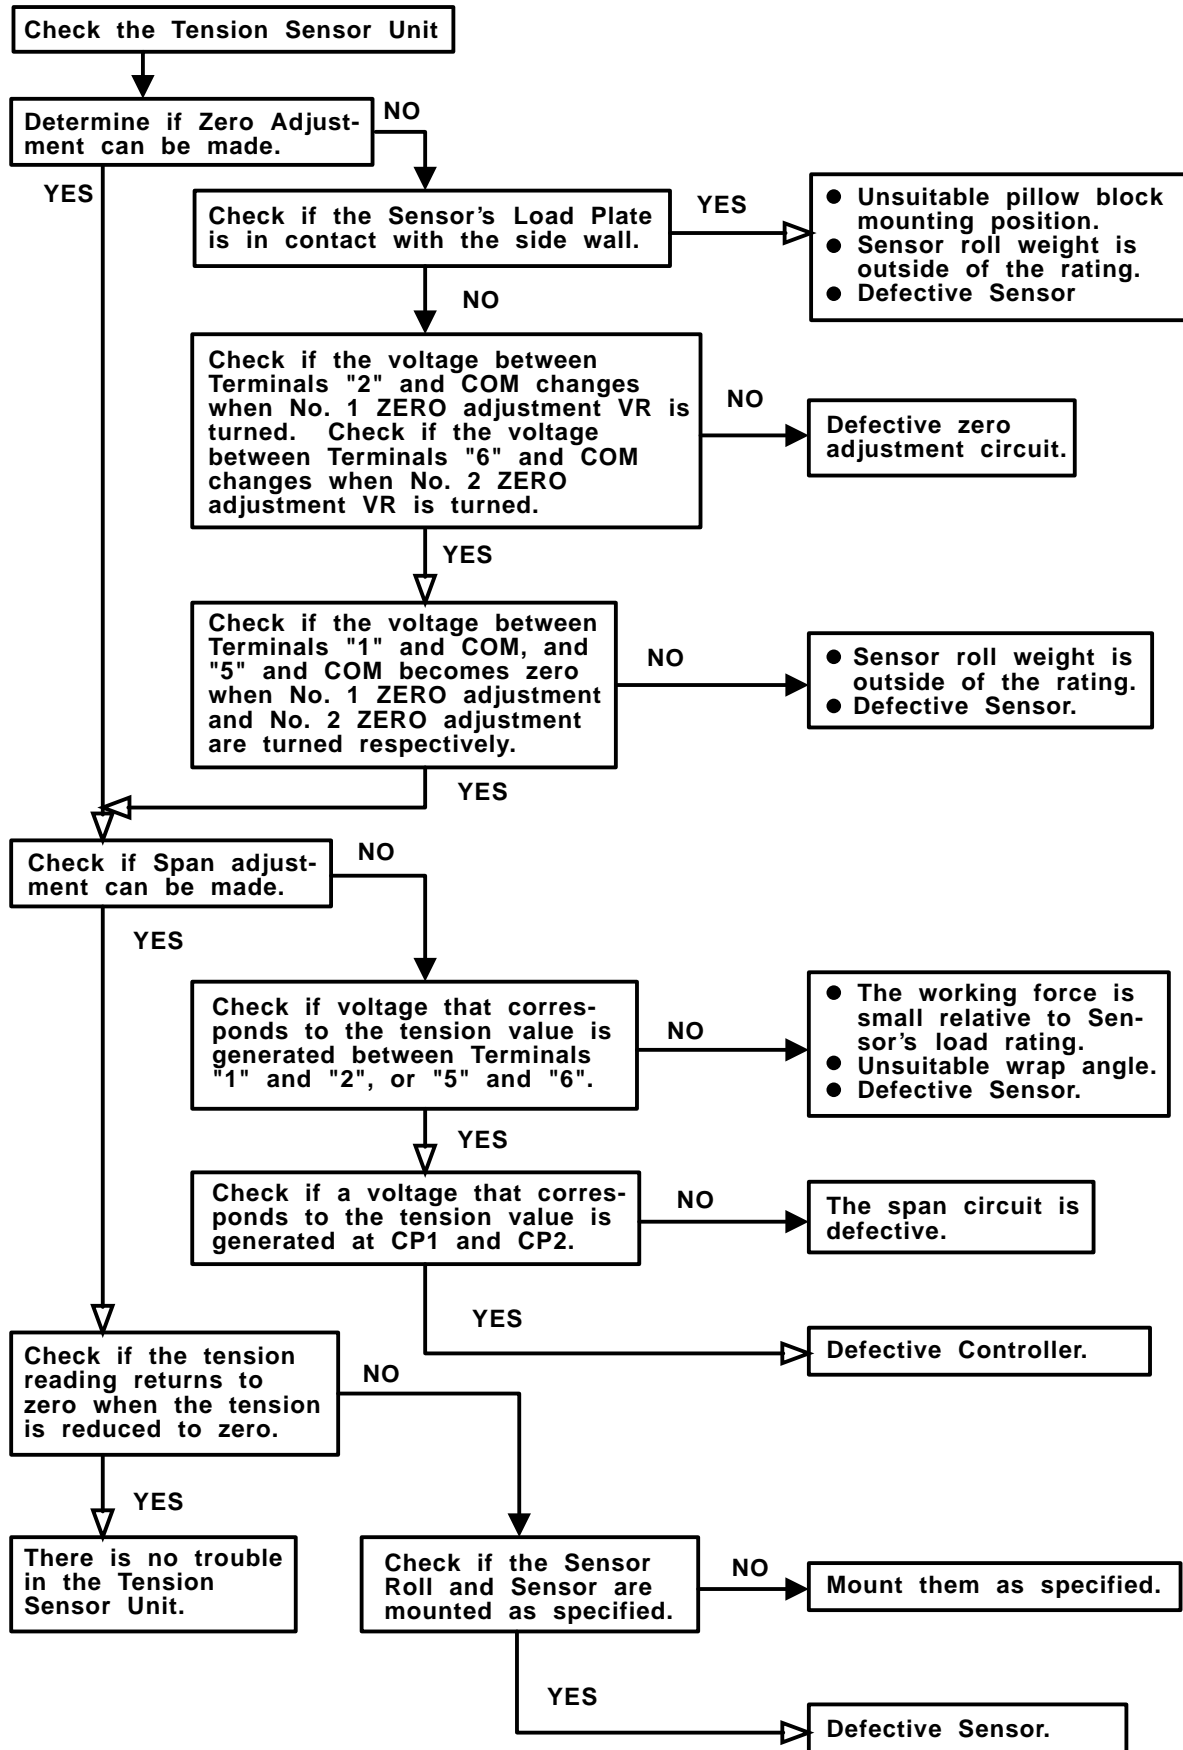 Check the Tension Sensor Unit
Determine if Zero Adjust-
ment can be made.
NO
YES
Check if the Sensor's Load Plate
is in contact with the side wall.
YES
● Unsuitable pillow block
mounting position.
● Sensor roll weight is
outside of the rating.
● Defective Sensor
NO
Check if the voltage between
Terminals "2" and COM changes
when No. 1 ZERO adjustment VR is
turned. Check if the voltage
between Terminals "6" and COM
changes when No. 2 ZERO
adjustment VR is turned.
NO
Defective zero
adjustment circuit.
YES
Check if the voltage between
Terminals "1" and COM, and
"5" and COM becomes zero
when No. 1 ZERO adjustment
and No. 2 ZERO adjustment
are turned respectively.
NO
● Sensor roll weight is
outside of the rating.
● Defective Sensor.
YES
Check if Span adjust-
ment can be made.
NO
YES
Check if voltage that corres-
ponds to the tension value is
generated between Terminals
"1" and "2", or "5" and "6".
NO
● The working force is
small relative to Sen-
sor's load rating.
● Unsuitable wrap angle.
● Defective Sensor.
YES
Check if a voltage that corres-
ponds to the tension value is
generated at CP1 and CP2.
NO
The span circuit is
defective.
YES
Defective Controller.
Check if the tension
reading returns to
zero when the tension
is reduced to zero.
NO
YES
There is no trouble
in the Tension
Sensor Unit.
Check if the Sensor
Roll and Sensor are
mounted as specified.
NO
Mount them as specified.
YES
Defective Sensor.